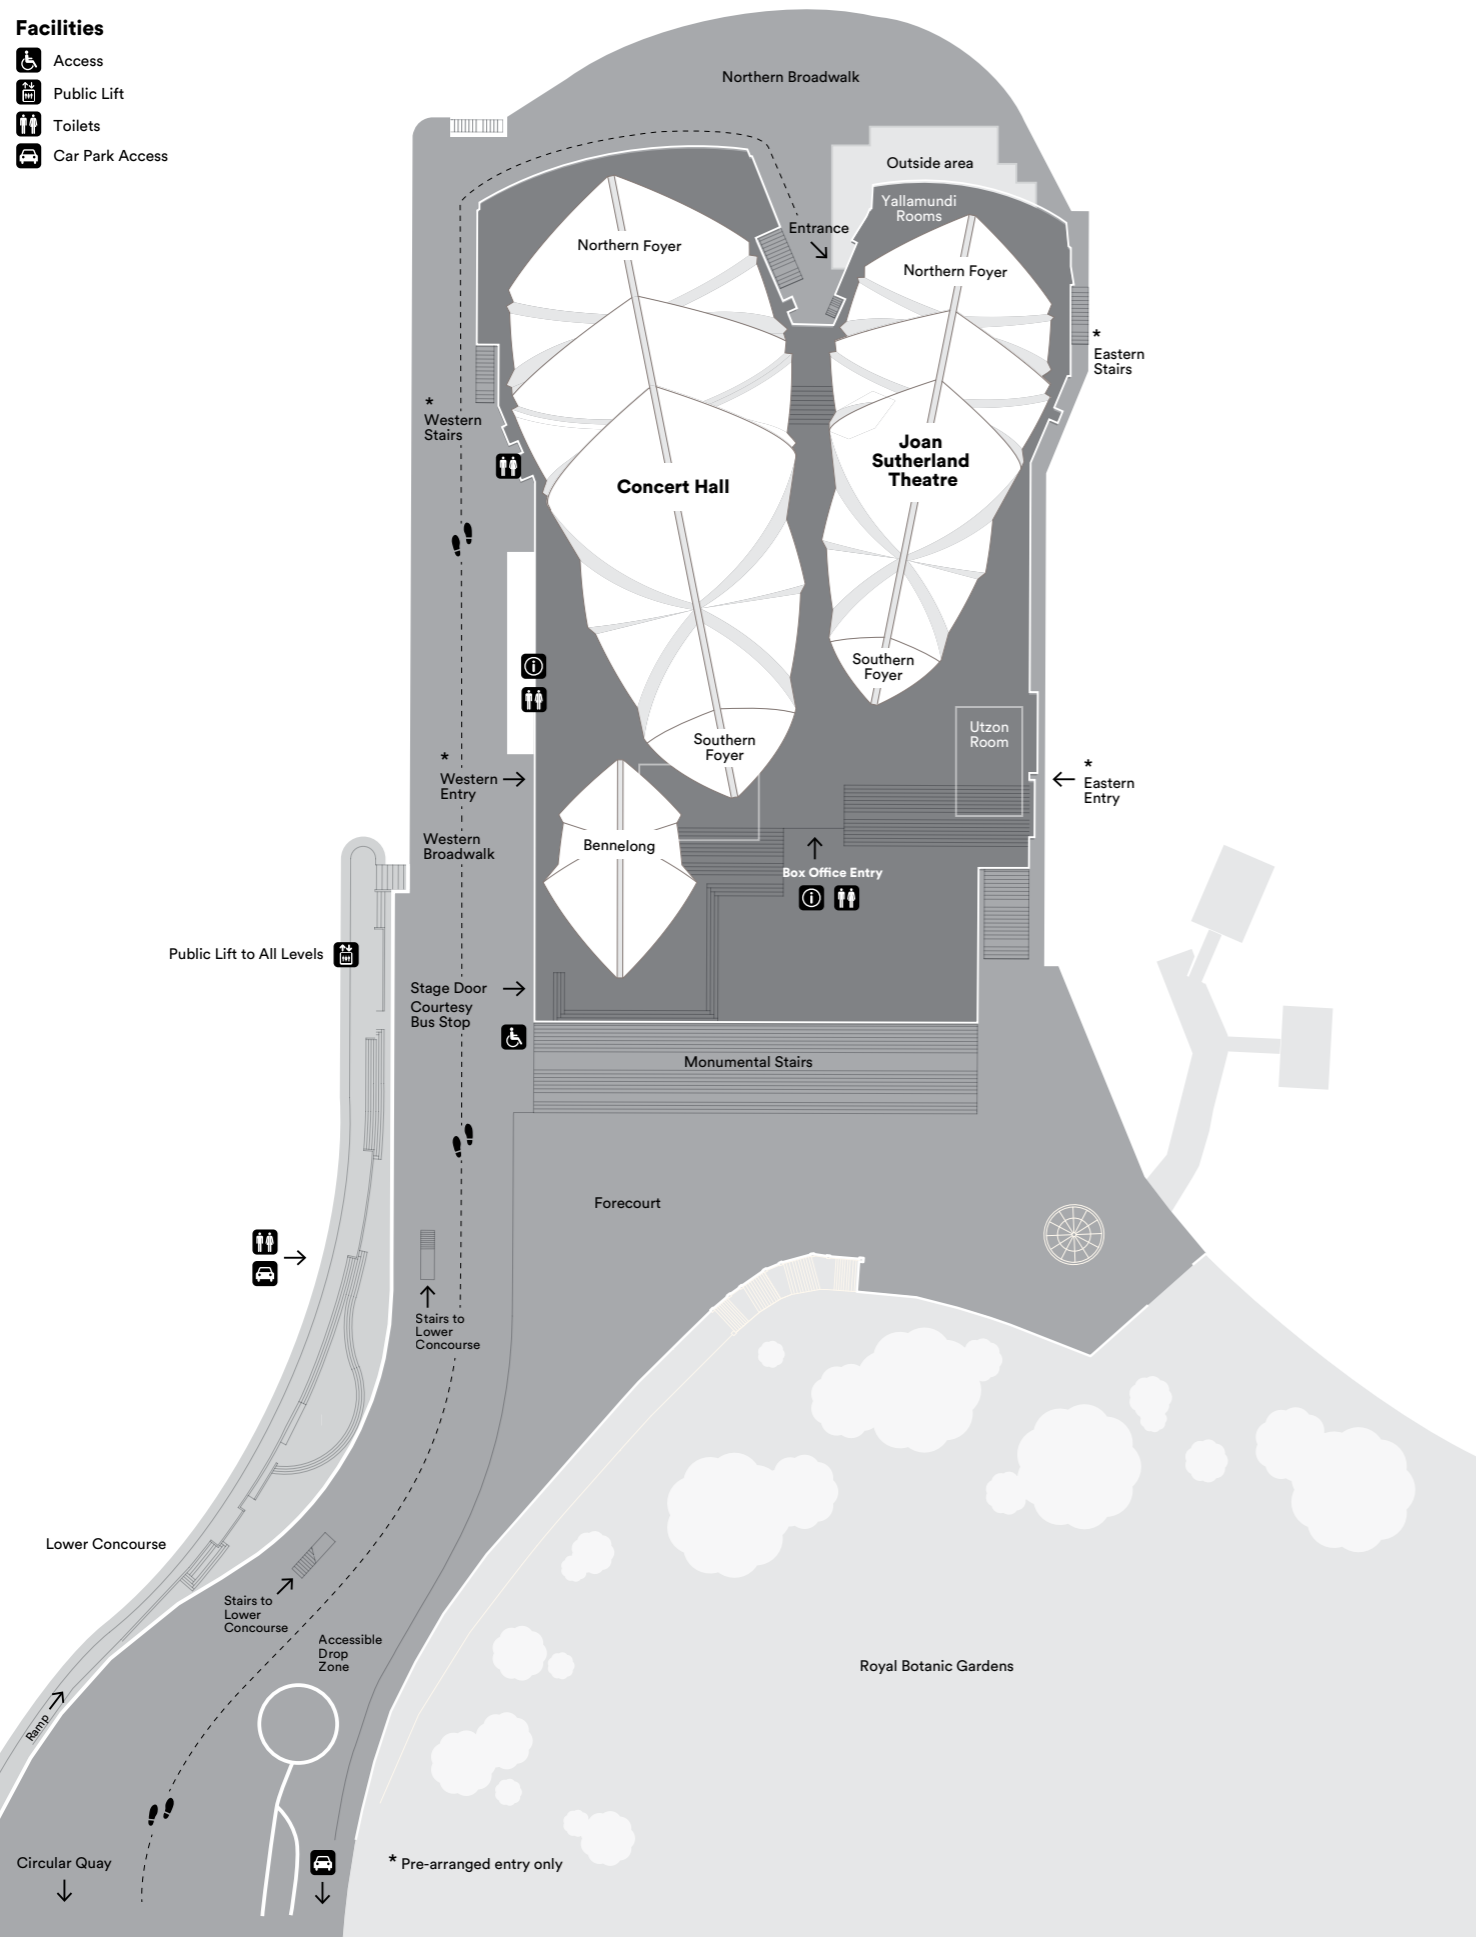 Facilities
Access
Public Lift
Toilets
Car Park Access
Northern Broadwalk
Outside area
Yallamundi
Rooms
Entrance
Northern Foyer
Northern Foyer
*
Eastern
Stairs
*
Western
Stairs
Joan
Sutherland
Theatre
Concert Hall
Southern
Foyer
Southern
Foyer
Utzon
Room
*
Western
Entry
*
Eastern
Entry
Western
Broadwalk
Bennelong
Box Office Entry
Public Lift to All Levels
Stage Door
Courtesy
Bus Stop
Monumental Stairs
Forecourt
Stairs to
Lower
Concourse
Lower Concourse
Stairs to
Lower
Concourse
Accessible
Drop
Zone
Royal Botanic Gardens
Ramp
Circular Quay
* Pre-arranged entry only